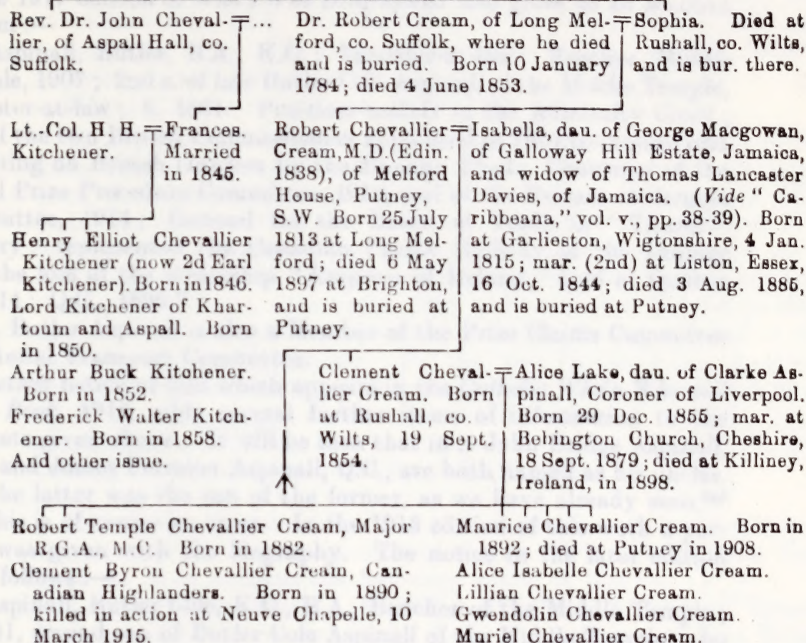 Rev. Dr. John Cheval-
lier, of Aspall Hall, co.
Suffolk.
...
Dr. Robert Cream, of Long Mel-
ford, co. Suffolk, where he died
and is buried. Born 10 January
1784; died 4 June 1853.
Sophia. Died at
Rushall, co. Wilts,
and is bur. there.
Lt.-Col. H. H.
Kitchener.
Frances.
Married
in 1845.
Robert Chevallier
Cream, M.D. (Edin.
1838), of Melford
House, Putney,
S.W. Born 25 July
1813 at Long Mel-
ford; died 6 May
1897 at Brighton,
and is buried at
Putney.
Isabella, dau. of George Macgowan,
of Galloway Hill Estate, Jamaica,
and widow of Thomas Lancaster
Davies, of Jamaica. (Vide "Ca-
ribbeana," vol. v., pp. 38-39). Born
at Garlieston, Wigtonshire, 4 Jan.
1815; mar. (2nd) at Liston, Essex,
16 Oct. 1844; died 3 Aug. 1885,
and is buried at Putney.
Henry Elliot Chevallier
Kitchener (now 2d Earl
Kitchener). Born in 1846.
Lord Kitchener of Khar-
toum and Aspall. Born
in 1850.
Arthur Buck Kitchener.
Born in 1852.
Frederick Walter Kitch-
ener. Born in 1858.
And other issue.
Clement Cheval-
lier Cream. Born
at Rushall, co.
Wilts, 19 Sept.
1854.
Alice Lake, dau. of Clarke As-
pinall, Coroner of Liverpool.
Born 29 Dec. 1855; mar. at
Bebington Church, Cheshire,
18 Sept. 1879; died at Killiney,
Ireland, in 1898.
Robert Temple Chevallier Cream, Major
R.G.A., M.C. Born in 1882.
Clement Byron Chevallier Cream, Can-
adian Highlanders. Born in 1890;
killed in action at Neuve Chapelle, 10
March 1915.
Maurice Chevallier Cream. Born in
1892; died at Putney in 1908.
Alice Isabelle Chevallier Cream.
Lillian Chevallier Cream.
Gwendolin Chevallier Cream.
Muriel Chevallier Cream.